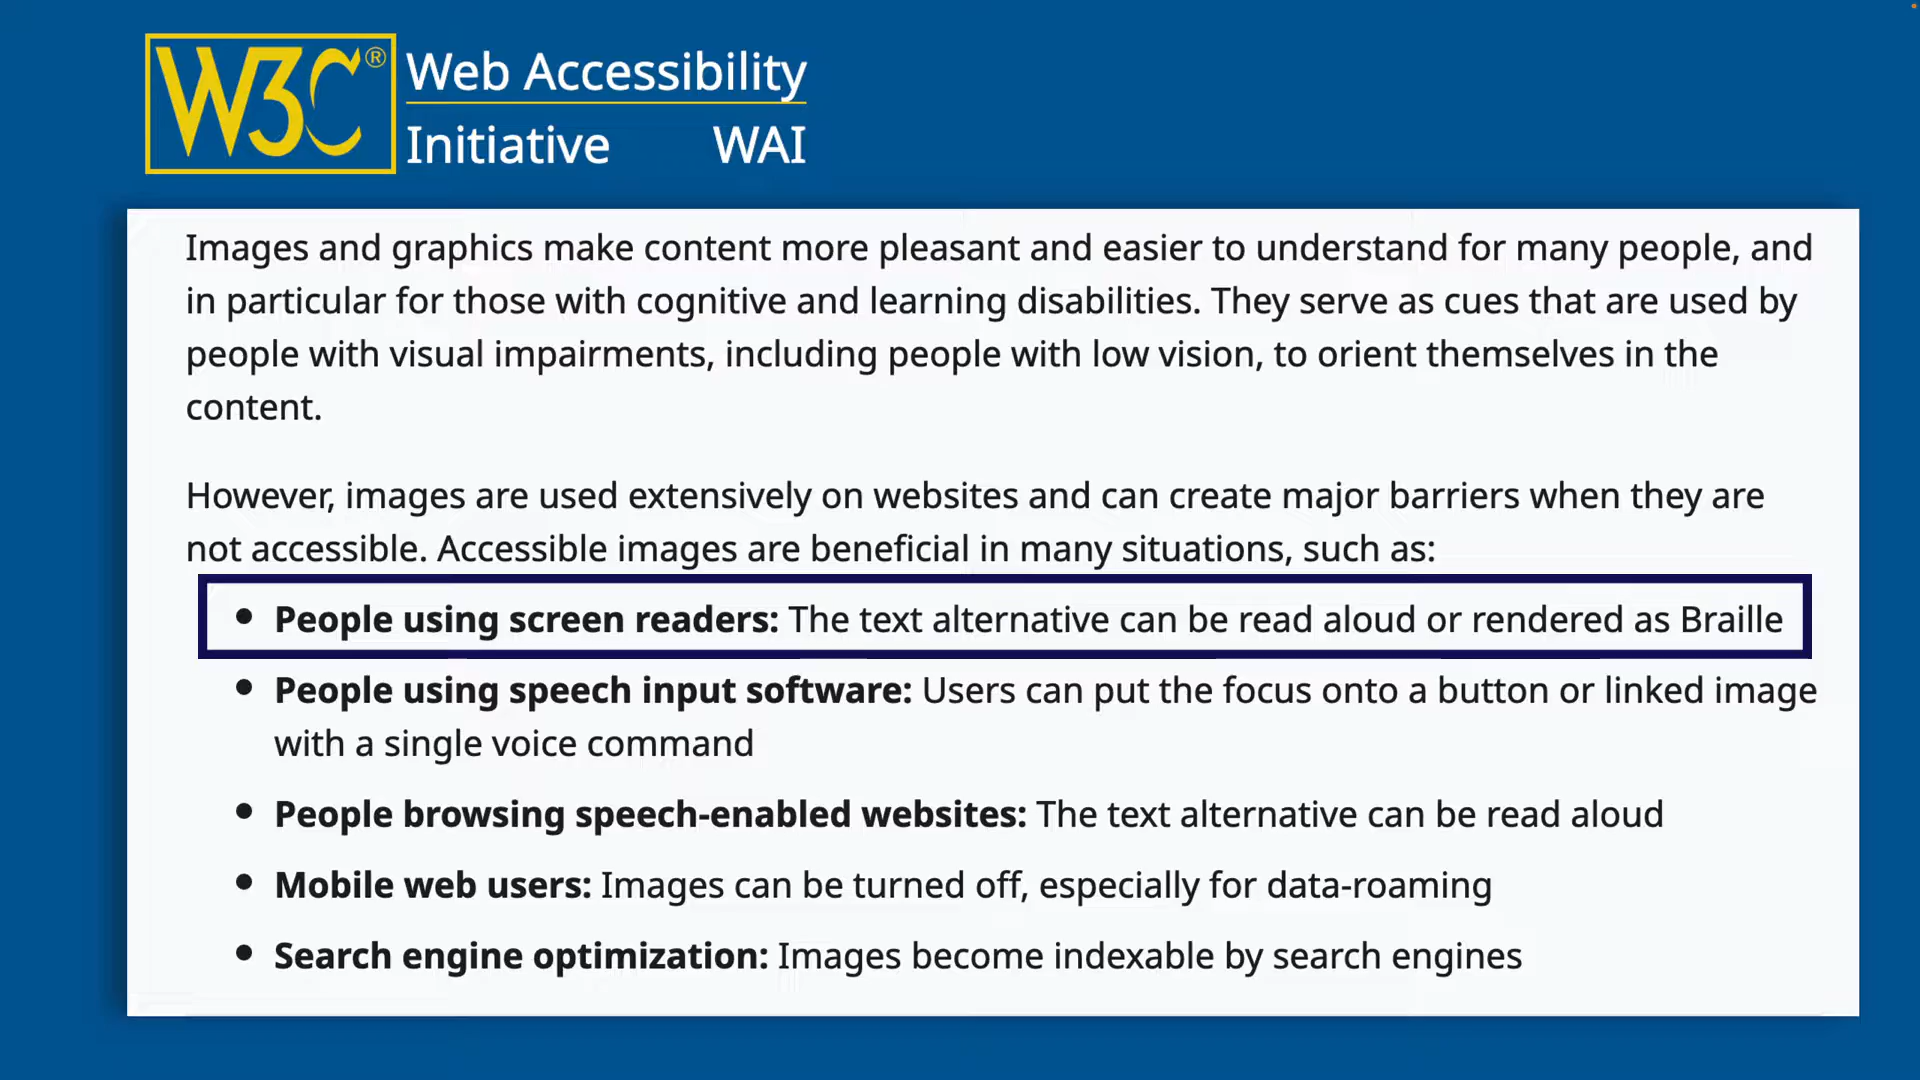 W3C®
Web Accessibility
Initiative WAI
Images and graphics make content more pleasant and easier to understand for many people, and
in particular for those with cognitive and learning disabilities. They serve as cues that are used by
people with visual impairments, including people with low vision, to orient themselves in the
content.
However, images are used extensively on websites and can create major barriers when they are
not accessible. Accessible images are beneficial in many situations, such as:
• People using screen readers: The text alternative can be read aloud or rendered as Braille
• People using speech input software: Users can put the focus onto a button or linked image
with a single voice command
• People browsing speech-enabled websites: The text alternative can be read aloud
• Mobile web users: Images can be turned off, especially for data-roaming
• Search engine optimization: Images become indexable by search engines